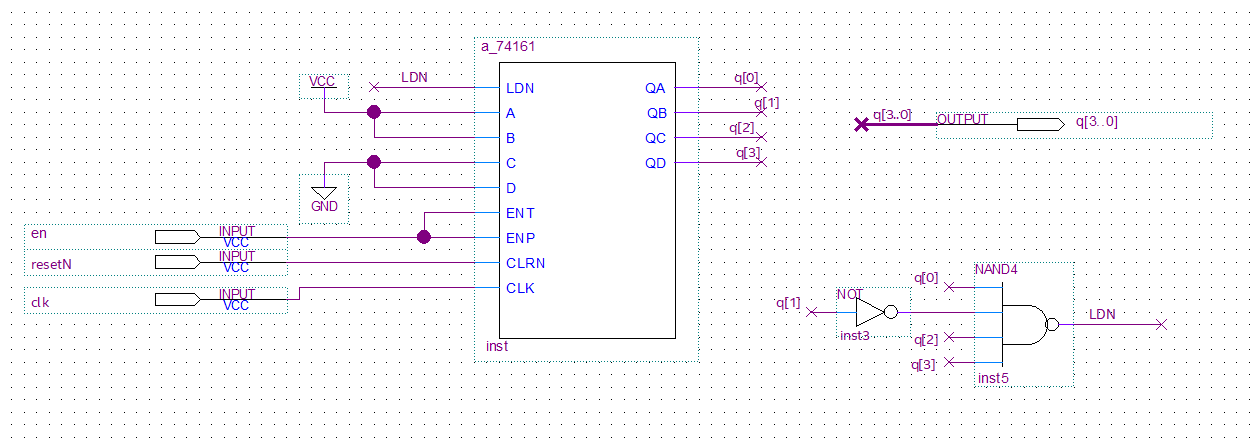 a_74161
VCC
LDN
LDN
QA
q[0]
A
QB
q[1]
B
QC
q[2]
C
QD
q[3]
D
GND
ENT
ENP
CLRN
CLK
inst
en
INPUT
VCC
resetN
INPUT
VCC
clk
INPUT
VCC
q[3..0]
OUTPUT
q[3..0]
NAND4
q[0]
q[1]
NOT
inst3
q[2]
q[3]
LDN
inst5